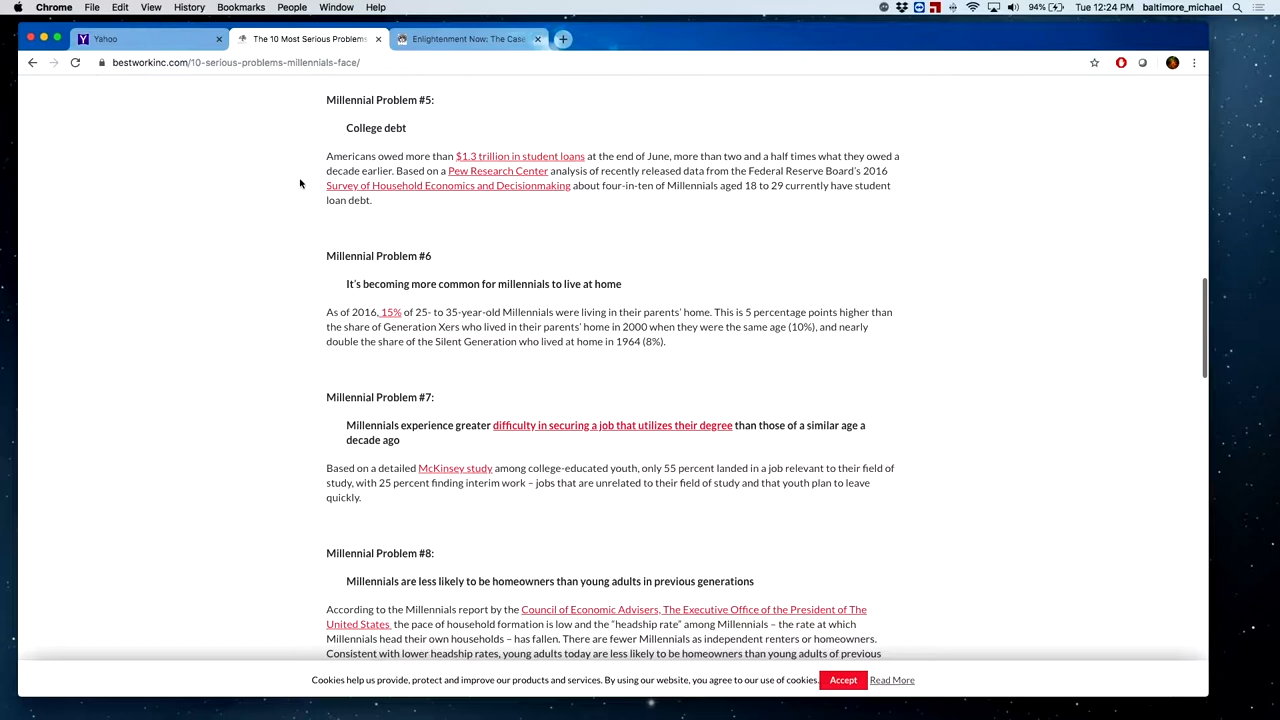 Chrome File Edit View History Bookmarks People Window Help 94% Tue 12:24 PM baltimore_michael
Yahoo The 10 Most Serious Problems Enlightenment Now: The Case
bestworkinc.com/10-serious-problems-millennials-face/
Millennial Problem #5:
College debt
Americans owed more than $1.3 trillion in student loans at the end of June, more than two and a half times what they owed a
decade earlier. Based on a Pew Research Center analysis of recently released data from the Federal Reserve Board's 2016
Survey of Household Economics and Decisionmaking about four-in-ten of Millennials aged 18 to 29 currently have student
loan debt.
Millennial Problem #6
It's becoming more common for millennials to live at home
As of 2016, 15% of 25- to 35-year-old Millennials were living in their parents' home. This is 5 percentage points higher than
the share of Generation Xers who lived in their parents' home in 2000 when they were the same age (10%), and nearly
double the share of the Silent Generation who lived at home in 1964 (8%).
Millennial Problem #7:
Millennials experience greater difficulty in securing a job that utilizes their degree than those of a similar age a
decade ago
Based on a detailed McKinsey study among college-educated youth, only 55 percent landed in a job relevant to their field of
study, with 25 percent finding interim work – jobs that are unrelated to their field of study and that youth plan to leave
quickly.
Millennial Problem #8:
Millennials are less likely to be homeowners than young adults in previous generations
According to the Millennials report by the Council of Economic Advisers, The Executive Office of the President of The
United States the pace of household formation is low and the "headship rate" among Millennials – the rate at which
Millennials head their own households – has fallen. There are fewer Millennials as independent renters or homeowners.
Consistent with lower headship rates, young adults today are less likely to be homeowners than young adults of previous
Cookies help us provide, protect and improve our products and services. By using our website, you agree to our use of cookies. Accept Read More